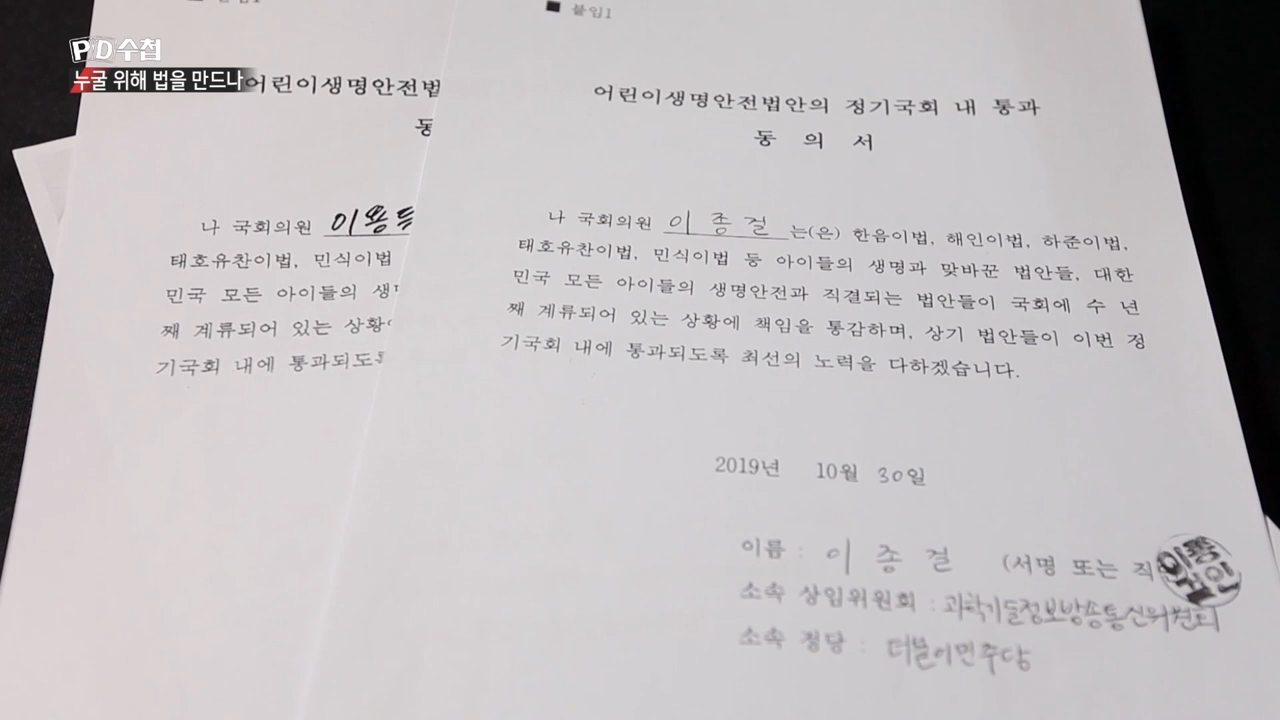 PD수첩
누굴 위해 법을 만드나
■ 붙임1
어린이생명안전법안의 정기국회 내 통과
동 의 서
나 국회의원 이 종 걸 는(은) 한음이법, 해인이법, 하준이법,
태호유찬이법, 민식이법 등 아이들의 생명과 맞바꾼 법안들, 대한
민국 모든 아이들의 생명안전과 직결되는 법안들이 국회에 수 년
째 계류되어 있는 상황에 책임을 통감하며, 상기 법안들이 이번 정
기국회 내에 통과되도록 최선의 노력을 다하겠습니다.
2019년 10월 30일
이름 : 이 종 걸 (서명 또는 직
이종걸인
소속 상임위원회 : 과학기술정보방송통신위원회
소속 정당 : 더불어민주당
어린이생명안전법
동
나 국회의원 이용득
태호유찬이법, 민식이법
민국 모든 아이들의 생
째 계류되어 있는 상황
기국회 내에 통과되도